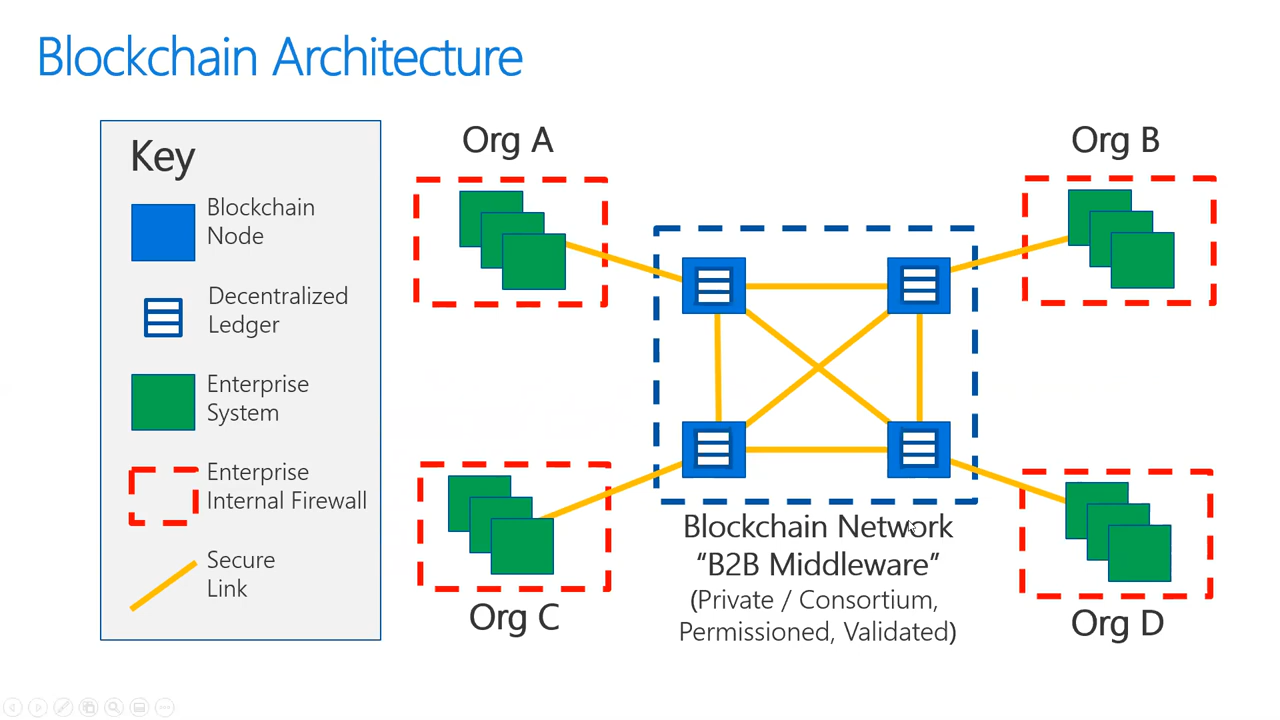 Blockchain Architecture
Key
Blockchain
Node
Decentralized
Ledger
Enterprise
System
Enterprise
Internal Firewall
Secure
Link
Org A
Org B
Org C
Org D
Blockchain Network
“B2B Middleware”
(Private / Consortium,
Permissioned, Validated)